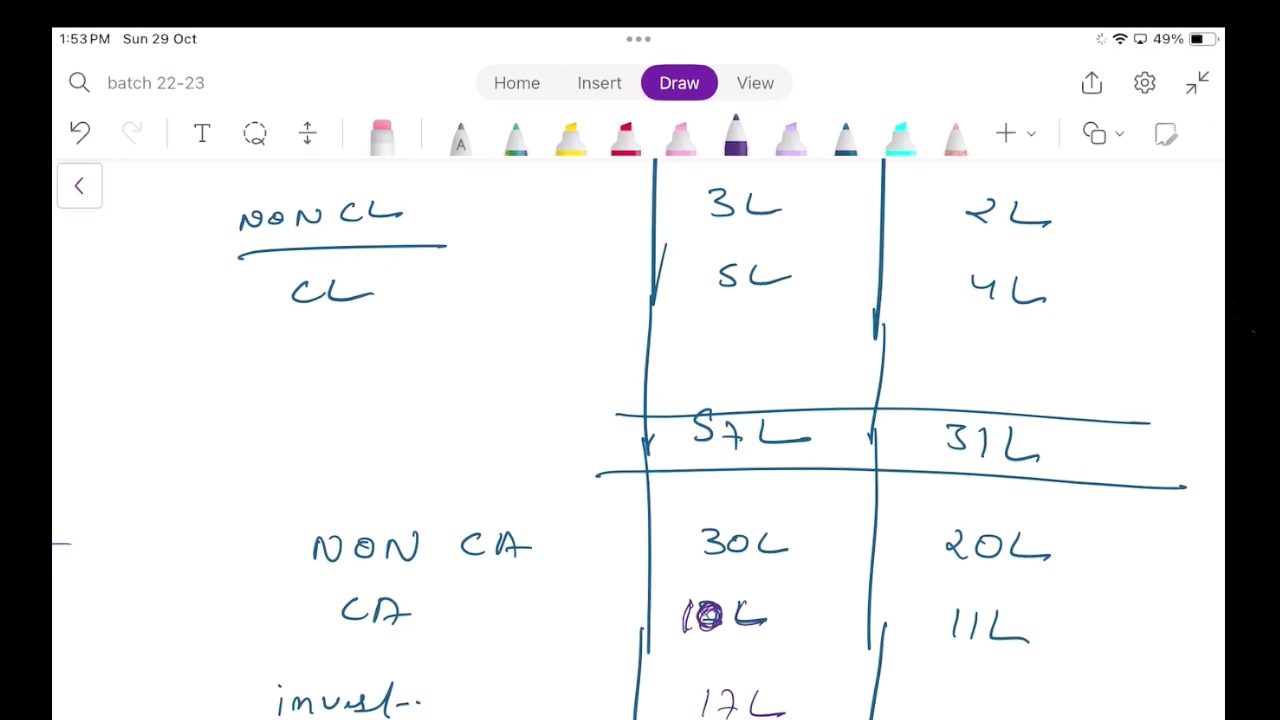 1:53 PM Sun 29 Oct 49%
batch 22-23 Home Insert Draw View
T A
NON CL 3L 2L
CL 5L 4L
57L 31L
NON CA 30L 20L
CA L 11L
invest-.. 17L